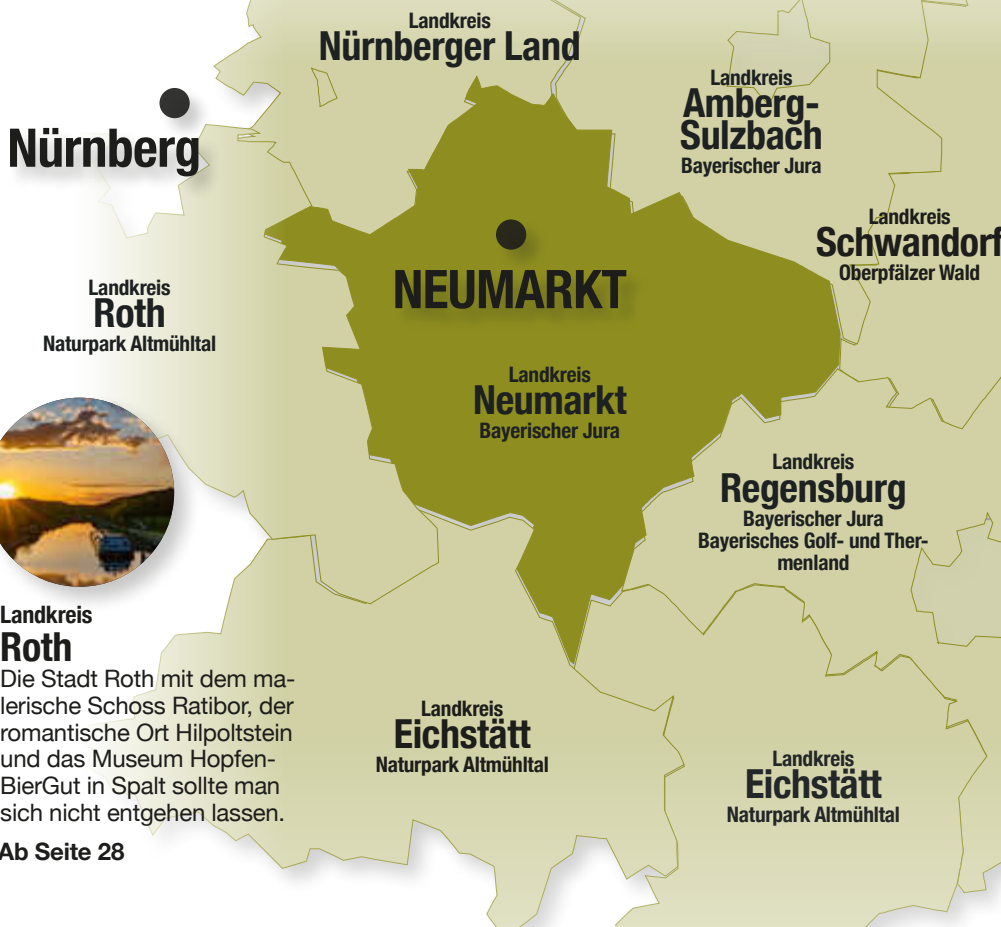 Landkreis
Nürnberger Land
Landkreis
Amberg-
Sulzbach
Bayerischer Jura
Nürnberg
Landkreis
Schwandorf
Oberpfälzer Wald
NEUMARKT
Landkreis
Roth
Naturpark Altmühltal
Landkreis
Neumarkt
Bayerischer Jura
Landkreis
Regensburg
Bayerischer Jura
Bayerisches Golf- und Ther-
menland
Landkreis
Roth
Die Stadt Roth mit dem ma-
lerische Schoss Ratibor, der
romantische Ort Hilpoltstein
und das Museum Hopfen-
BierGut in Spalt sollte man
sich nicht entgehen lassen.
Ab Seite 28
Landkreis
Eichstätt
Naturpark Altmühltal
Landkreis
Eichstätt
Naturpark Altmühltal